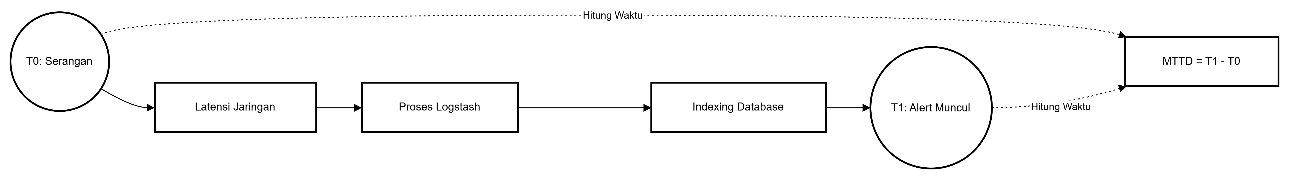 Hitung Waktu
T0: Serangan
MTTD = T1 - T0
Latensi Jaringan
Proses Logstash
Indexing Database
T1: Alert Muncul
Hitung Waktu